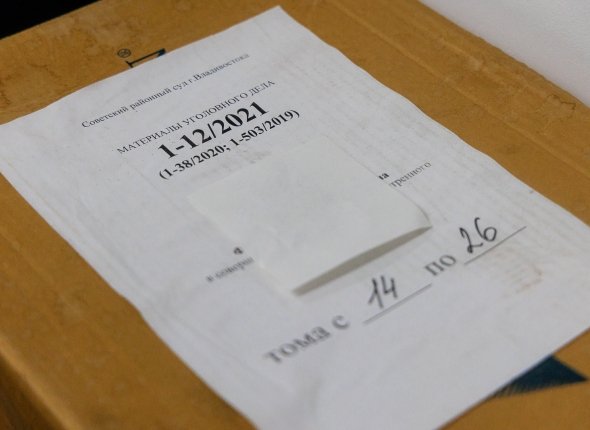 Советский районный суд г.Владивостока
МАТЕРИАЛЫ УГОЛОВНОГО ДЕЛА
1-12/2021
(1-38/2020; 1-503/2019)
тома с 14 по 26